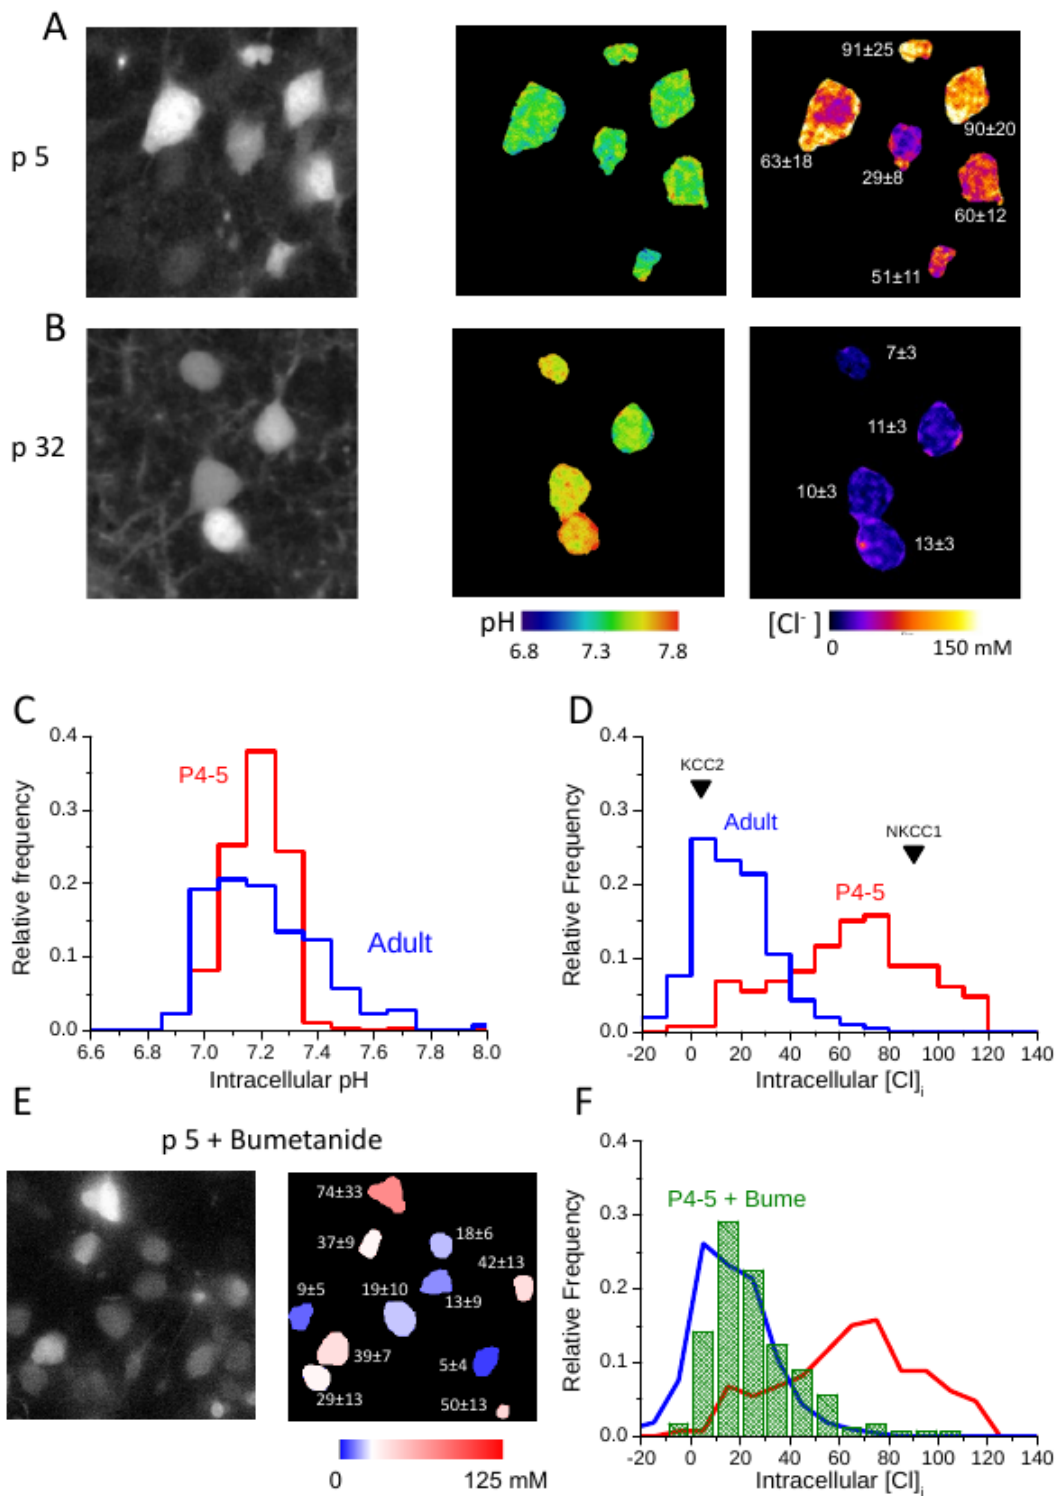 A
p 5
91±25
90±20
63±18
29±8
60±12
51±11
B
p 32
7±3
11±3
10±3
13±3
pH
6.8 7.3 7.8
[Cl⁻ ]
0 150 mM
C
0.4
0.3
0.2
0.1
0.0
Relative frequency
P4-5
Adult
6.6 6.8 7.0 7.2 7.4 7.6 7.8 8.0
Intracellular pH
D
0.4
0.3
0.2
0.1
0.0
Relative Frequency
KCC2
Adult
NKCC1
P4-5
-20 0 20 40 60 80 100 120 140
Intracellular [Cl]i
E
p 5 + Bumetanide
74±33
37±9
18±6
42±13
9±5
19±10
13±9
39±7
5±4
29±13
50±13
0 125 mM
F
0.4
0.3
0.2
0.1
0.0
Relative Frequency
P4-5 + Bume
-20 0 20 40 60 80 100 120 140
Intracellular [Cl]i